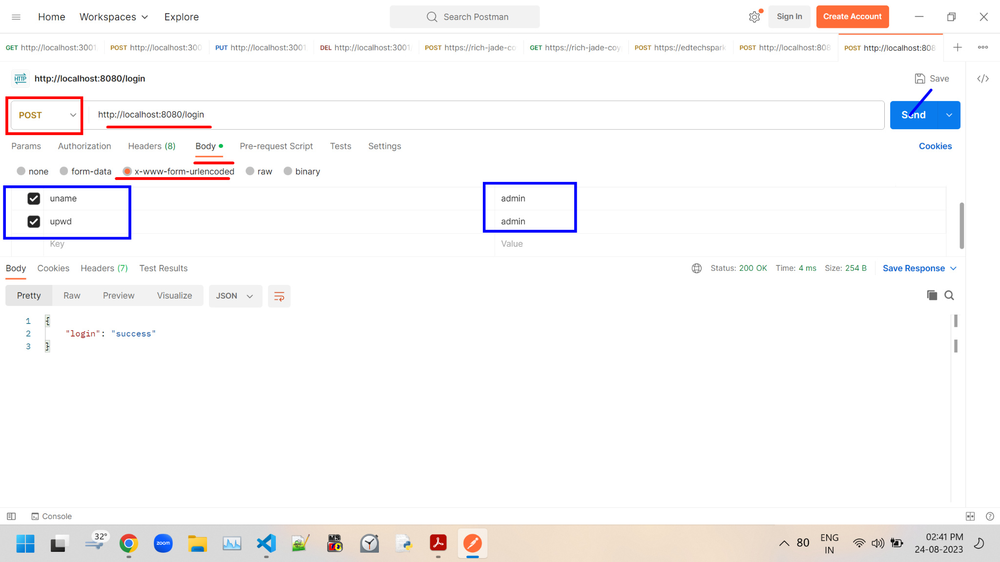 Home Workspaces Explore Search Postman Sign In Create Account
GET http://localhost:3001 POST http://localhost:300 PUT http://localhost:3001 DEL http://localhost:3001/ POST https://rich-jade-co GET https://rich-jade-coy POST https://edtechspark POST http://localhost:808 POST http://localhost:808
HTTP http://localhost:8080/login Save
POST http://localhost:8080/login Send
Params Authorization Headers (8) Body Pre-request Script Tests Settings Cookies
none form-data x-www-form-urlencoded raw binary
uname admin
upwd admin
Key Value
Body Cookies Headers (7) Test Results Status: 200 OK Time: 4 ms Size: 254 B Save Response
Pretty Raw Preview Visualize JSON
1 {
2 "login": "success"
3 }
Console
32° zoom MS 80 ENG IN 02:41 PM
24-08-2023